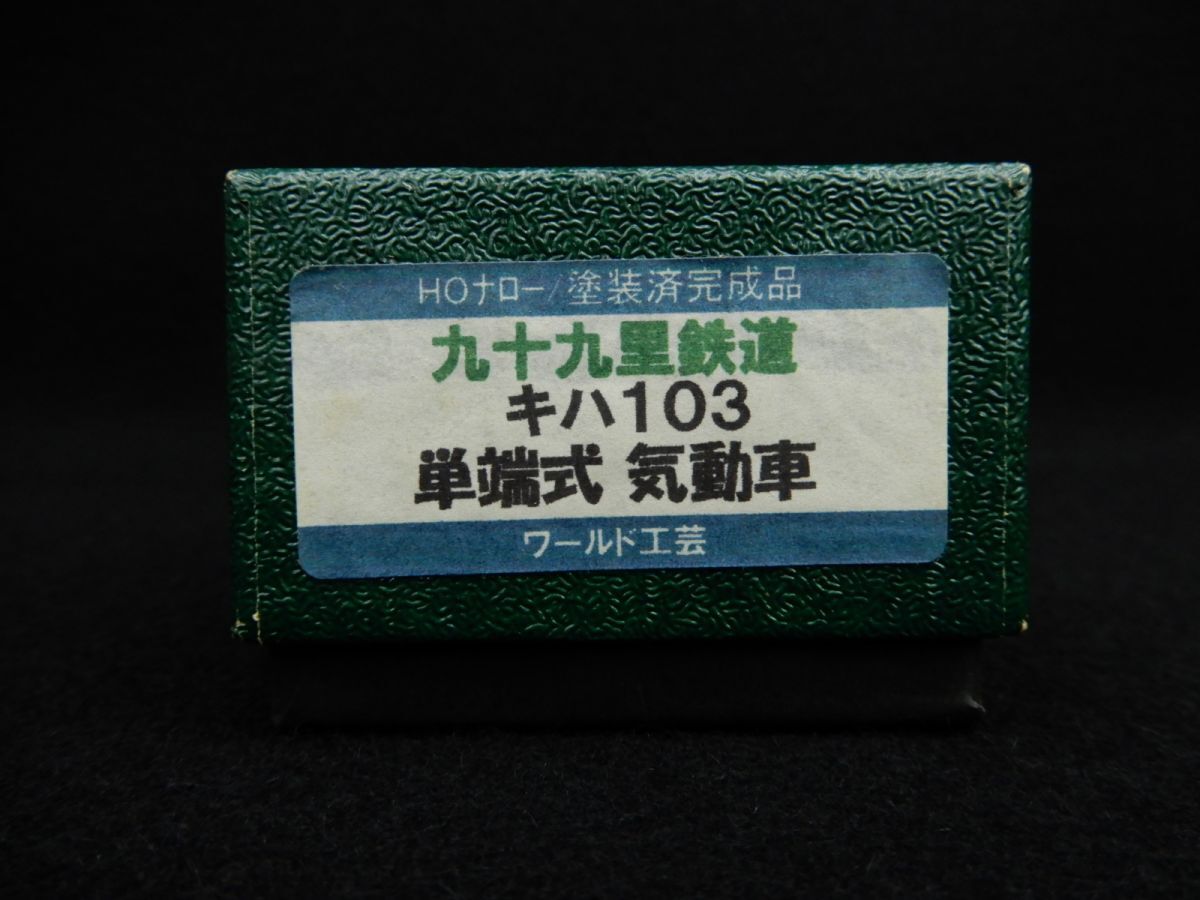 HOナロー/塗装済完成品
九十九里鉄道
キハ103
単端式 気動車
ワールド工芸